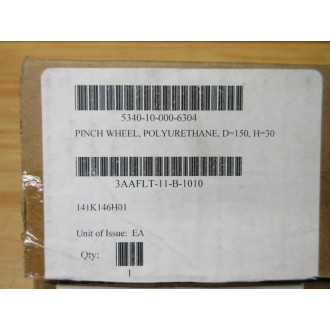 5340-10-000-6304
PINCH WHEEL, POLYURETHANE, D=150, H=30
3AAFLT-11-B-1010
141K146H01
Unit of Issue: EA
Qty:
1